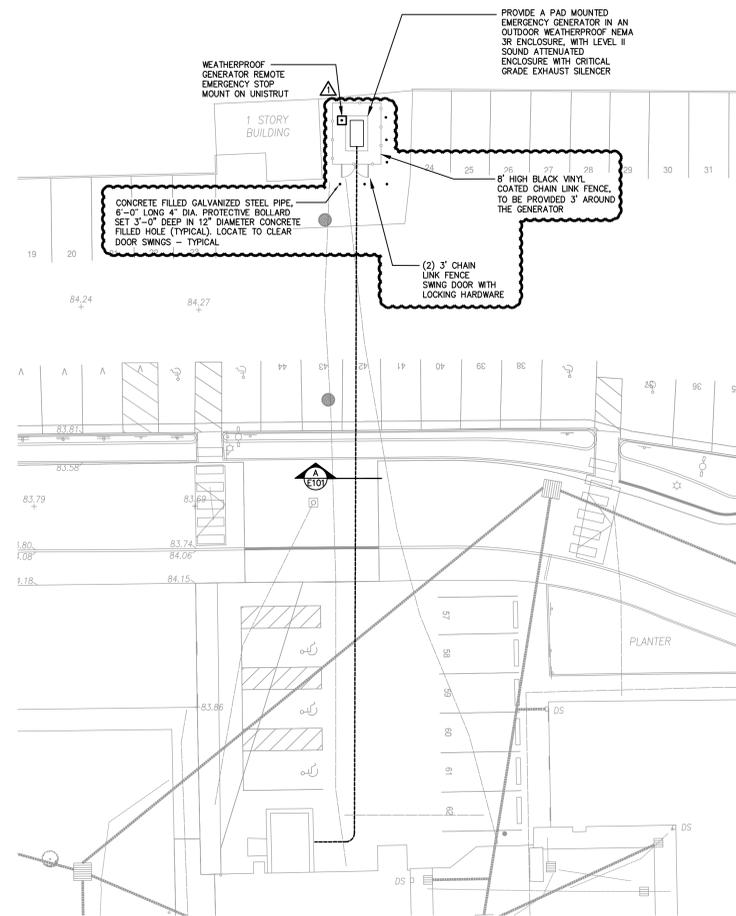 PROVIDE A PAD MOUNTED
EMERGENCY GENERATOR IN AN
OUTDOOR WEATHERPROOF NEMA
3R ENCLOSURE, WITH LEVEL II
SOUND ATTENUATED
ENCLOSURE WITH CRITICAL
GRADE EXHAUST SILENCER
WEATHERPROOF
GENERATOR REMOTE
EMERGENCY STOP
MOUNT ON UNISTRUT
1
1 STORY
BUILDING
24 25 26 27 28 29 30 31
8' HIGH BLACK VINYL
COATED CHAIN LINK FENCE,
TO BE PROVIDED 3' AROUND
THE GENERATOR
CONCRETE FILLED GALVANIZED STEEL PIPE,
6'-0" LONG 4" DIA. PROTECTIVE BOLLARD
SET 3'-0" DEEP IN 12" DIAMETER CONCRETE
FILLED HOLE (TYPICAL). LOCATE TO CLEAR
DOOR SWINGS - TYPICAL
19 20
(2) 3' CHAIN
LINK FENCE
SWING DOOR WITH
LOCKING HARDWARE
84.24
84.27
V V V 44 43 42 41 40 39 38 36
83.81
83.58
A
E101
83.79
83.69
83.74
84.06
84.15
57
58
59
60
61
62
PLANTER
83.86
DS
DS
DS